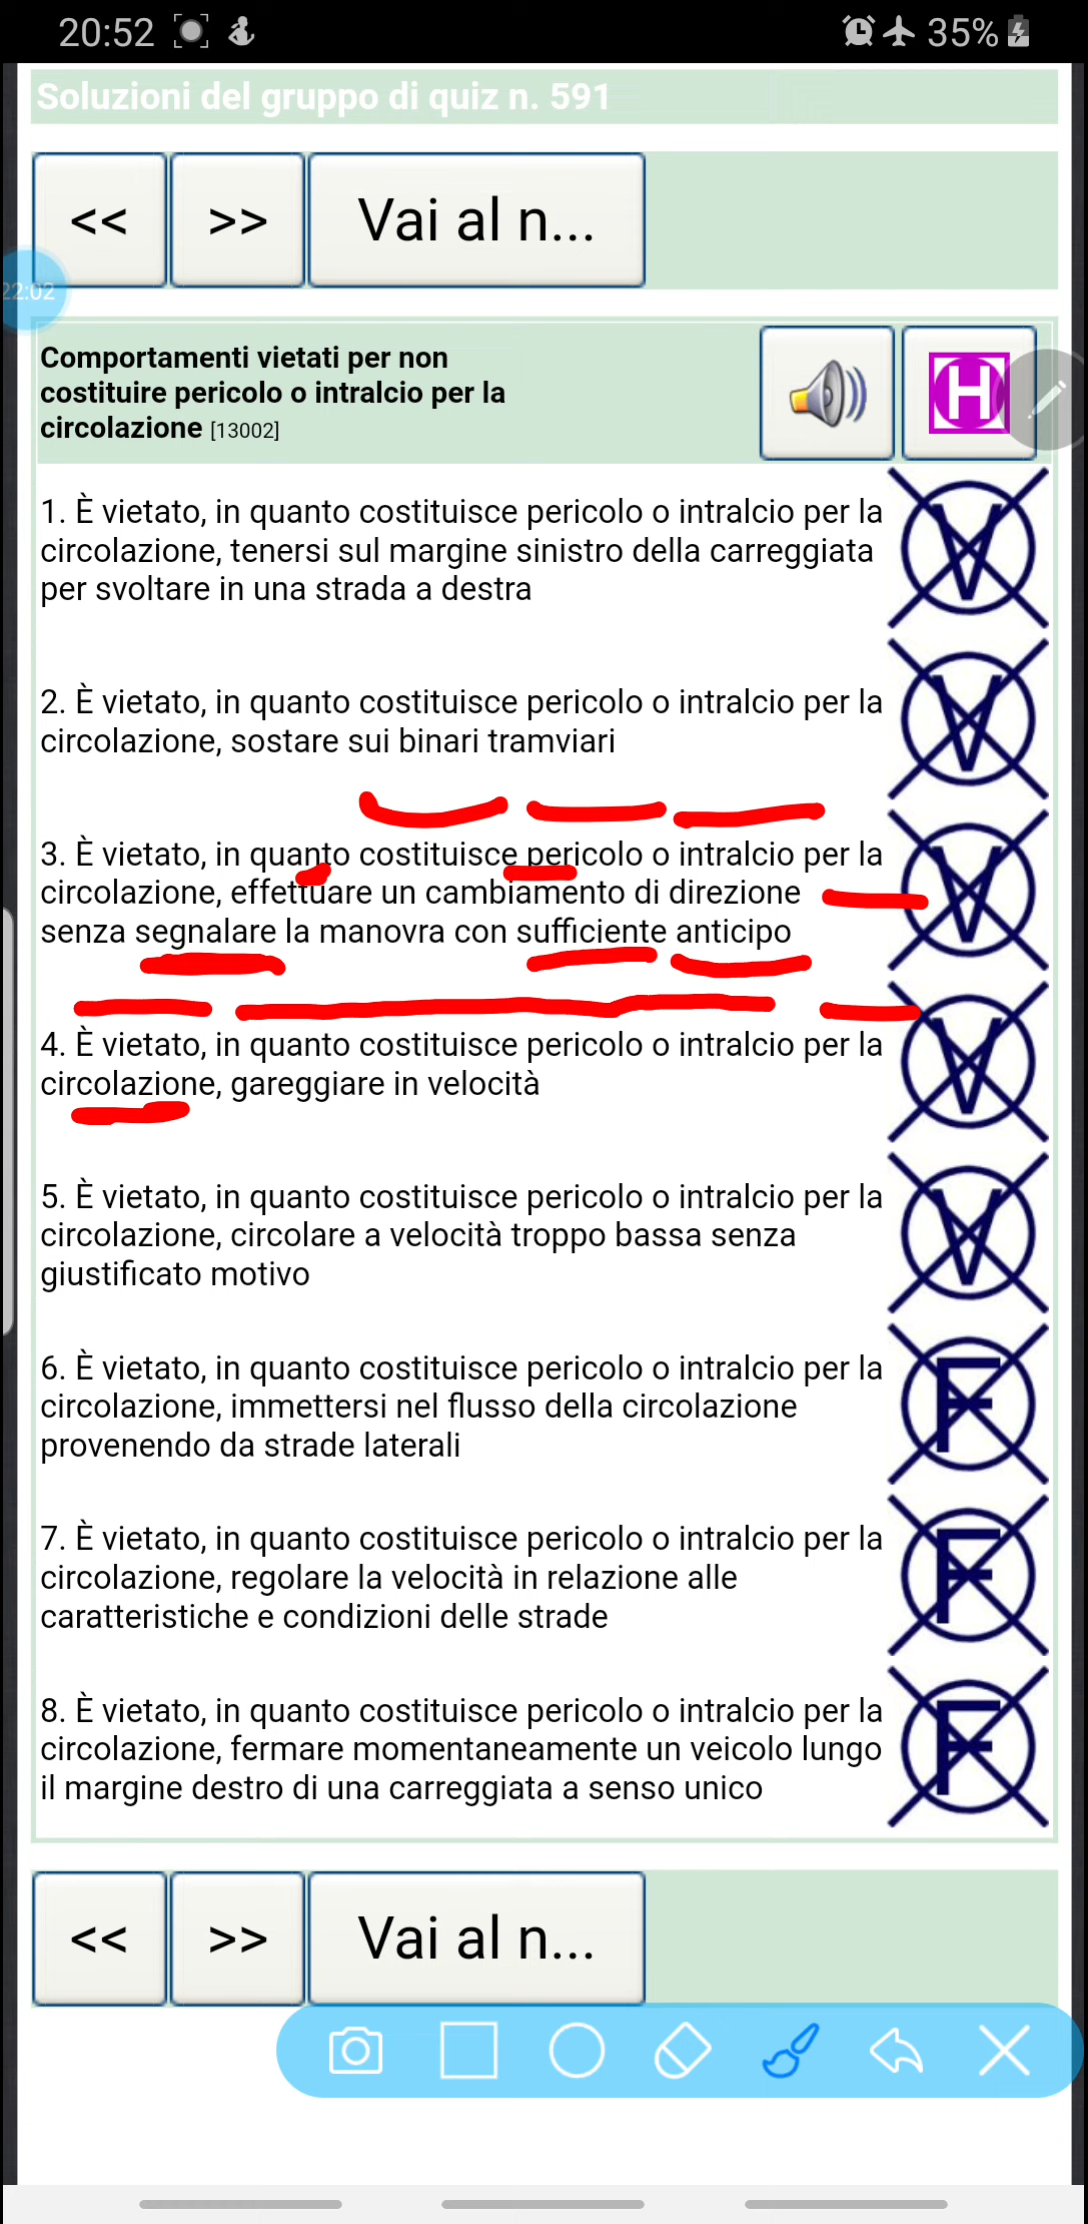 20:52
35%
Soluzioni del gruppo di quiz n. 591
<< >> Vai al n...
22:02
Comportamenti vietati per non
costituire pericolo o intralcio per la
circolazione [13002]
H
1. È vietato, in quanto costituisce pericolo o intralcio per la
circolazione, tenersi sul margine sinistro della carreggiata
per svoltare in una strada a destra
V
2. È vietato, in quanto costituisce pericolo o intralcio per la
circolazione, sostare sui binari tramviari
V
3. È vietato, in quanto costituisce pericolo o intralcio per la
circolazione, effettuare un cambiamento di direzione
senza segnalare la manovra con sufficiente anticipo
V
4. È vietato, in quanto costituisce pericolo o intralcio per la
circolazione, gareggiare in velocità
V
5. È vietato, in quanto costituisce pericolo o intralcio per la
circolazione, circolare a velocità troppo bassa senza
giustificato motivo
V
6. È vietato, in quanto costituisce pericolo o intralcio per la
circolazione, immettersi nel flusso della circolazione
provenendo da strade laterali
F
7. È vietato, in quanto costituisce pericolo o intralcio per la
circolazione, regolare la velocità in relazione alle
caratteristiche e condizioni delle strade
F
8. È vietato, in quanto costituisce pericolo o intralcio per la
circolazione, fermare momentaneamente un veicolo lungo
il margine destro di una carreggiata a senso unico
F
<< >> Vai al n...